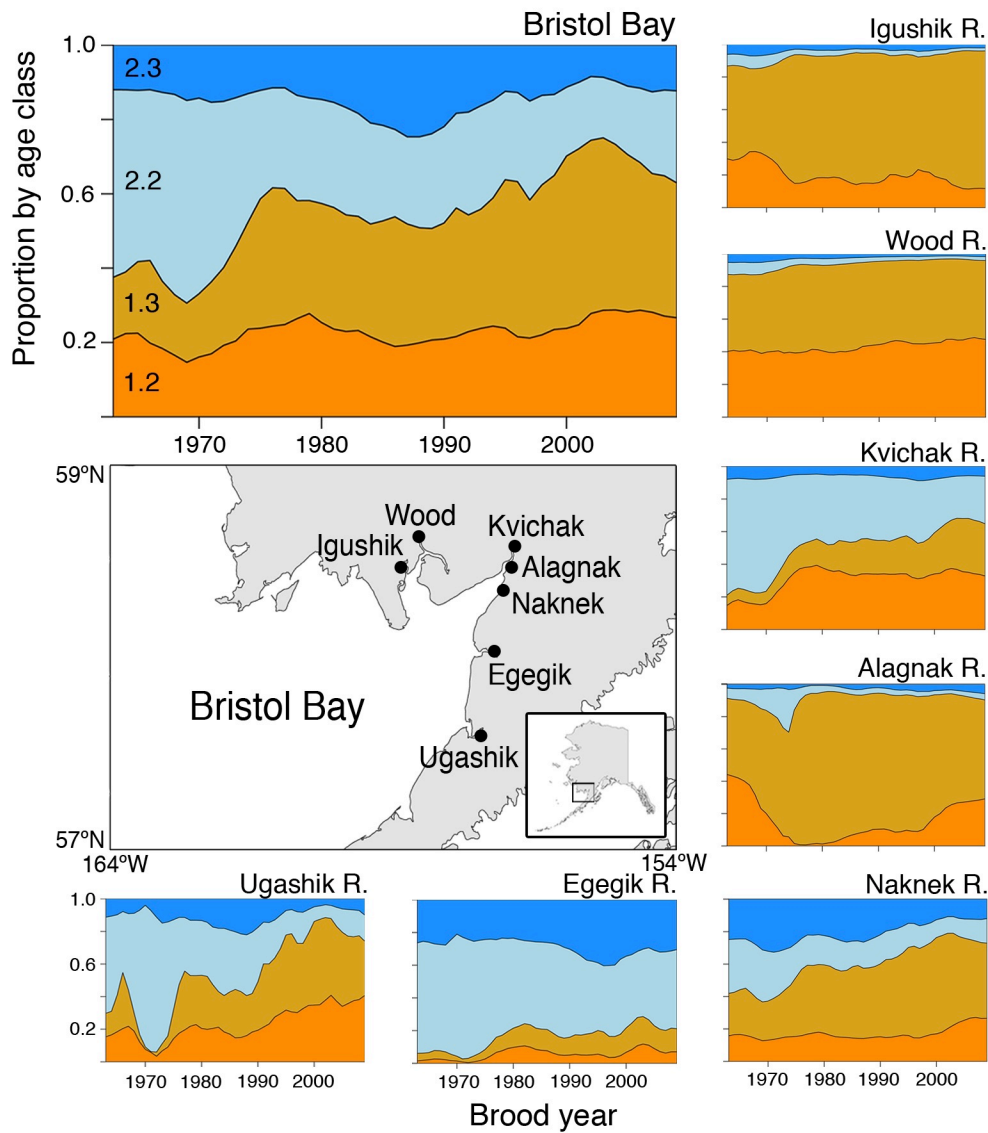 Bristol Bay
Proportion by age class
1.0
0.6
0.2
2.3
2.2
1.3
1.2
1970 1980 1990 2000
Igushik R.
Wood R.
Kvichak R.
Alagnak R.
59ºN
57ºN
164ºW 154ºW
Wood
Igushik
Kvichak
Alagnak
Naknek
Egegik
Ugashik
Bristol Bay
Ugashik R.
1.0
0.6
0.2
1970 1980 1990 2000
Egegik R.
1970 1980 1990 2000
Naknek R.
1970 1980 1990 2000
Brood year